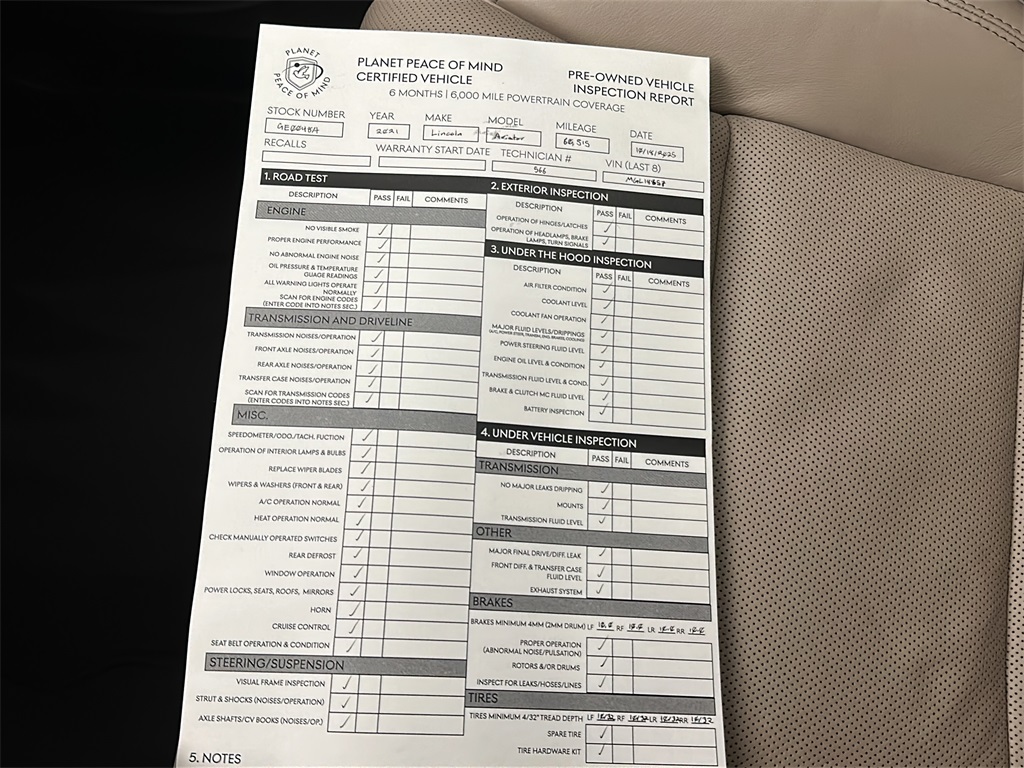 PLANET
PEACE OF MIND
PLANET PEACE OF MIND
CERTIFIED VEHICLE
PRE-OWNED VEHICLE
INSPECTION REPORT
6 MONTHS | 6,000 MILE POWERTRAIN COVERAGE
STOCK NUMBER YEAR MAKE MODEL MILEAGE DATE
2021 Lincoln Aviator
RECALLS WARRANTY START DATE TECHNICIAN # VIN (LAST 8)
566
1. ROAD TEST
DESCRIPTION PASS FAIL COMMENTS
ENGINE
NO VISIBLE SMOKE
PROPER ENGINE PERFORMANCE
NO ABNORMAL ENGINE NOISE
OIL PRESSURE & TEMPERATURE
GUAGE READINGS
ALL WARNING LIGHTS OPERATE
NORMALLY
SCAN FOR ENGINE CODES
(ENTER CODE INTO NOTES SEC.)
TRANSMISSION AND DRIVELINE
TRANSMISSION NOISES/OPERATION
FRONT AXLE NOISES/OPERATION
REAR AXLE NOISES/OPERATION
TRANSFER CASE NOISES/OPERATION
SCAN FOR TRANSMISSION CODES
(ENTER CODES INTO NOTES SEC.)
MISC.
SPEEDOMETER/ODO./TACH. FUCTION
OPERATION OF INTERIOR LAMPS & BULBS
REPLACE WIPER BLADES
WIPERS & WASHERS (FRONT & REAR)
A/C OPERATION NORMAL
HEAT OPERATION NORMAL
CHECK MANUALLY OPERATED SWITCHES
REAR DEFROST
WINDOW OPERATION
POWER LOCKS, SEATS, ROOFS, MIRRORS
HORN
CRUISE CONTROL
SEAT BELT OPERATION & CONDITION
STEERING/SUSPENSION
VISUAL FRAME INSPECTION
STRUT & SHOCKS (NOISES/OPERATION)
AXLE SHAFTS/CV BOOKS (NOISES/OP.)
5. NOTES
2. EXTERIOR INSPECTION
DESCRIPTION PASS FAIL COMMENTS
OPERATION OF HINGES/LATCHES
OPERATION OF HEADLAMPS, BRAKE
LAMPS, TURN SIGNALS
3. UNDER THE HOOD INSPECTION
DESCRIPTION PASS FAIL COMMENTS
AIR FILTER CONDITION
COOLANT LEVEL
COOLANT FAN OPERATION
MAJOR FLUID LEVELS/DRIPPINGS
POWER STEERING FLUID LEVEL
ENGINE OIL LEVEL & CONDITION
TRANSMISSION FLUID LEVEL & COND.
BRAKE & CLUTCH MC FLUID LEVEL
BATTERY INSPECTION
4. UNDER VEHICLE INSPECTION
DESCRIPTION PASS FAIL COMMENTS
TRANSMISSION
NO MAJOR LEAKS DRIPPING
MOUNTS
TRANSMISSION FLUID LEVEL
OTHER
MAJOR FINAL DRIVE/DIFF. LEAK
FRONT DIFF. & TRANSFER CASE
FLUID LEVEL
EXHAUST SYSTEM
BRAKES
BRAKES MINIMUM 4MM (2MM DRUM) LF RF LR RR
PROPER OPERATION
(ABNORMAL NOISE/PULSATION)
ROTORS &/OR DRUMS
INSPECT FOR LEAKS/HOSES/LINES
TIRES
TIRES MINIMUM 4/32" TREAD DEPTH LF RF LR RR
SPARE TIRE
TIRE HARDWARE KIT